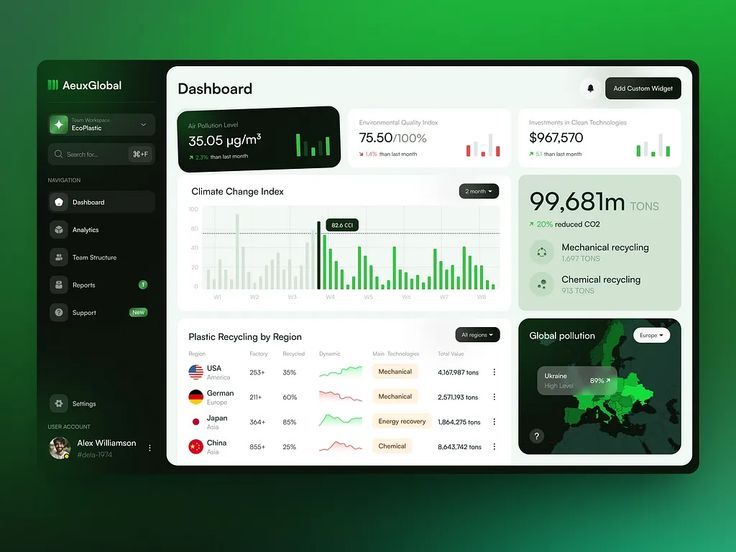 AeuxGlobal
Team Workspace
EcoPlastic
Search for...
⌘+F
NAVIGATION
Dashboard
Analytics
Team Structure
Reports
Support
New
Settings
USER ACCOUNT
Alex Williamson
Dashboard
Add Custom Widget
Air Pollution Level
35.05 µg/m³
2.3% than last month
Environmental Quality Index
75.50/100%
1.4% than last month
Investments in Clean Technologies
$967,570
5.1 than last month
Climate Change Index
2 month
100
60
40
20
0
82.6 CCI
W1
W2
W3
W4
W5
W6
W7
W8
99,681m TONS
20% reduced CO2
Mechanical recycling
1.697 TONS
Chemical recycling
913 TONS
Plastic Recycling by Region
All regions
Region Factory Recycled Dynamic Main Technologies Total Value
USA
America
253+ 35% Mechanical 4,167,987 tons
German
Europe
211+ 60% Mechanical 2,571,193 tons
Japan
Asia
364+ 85% Energy recovery 1,864,275 tons
China
Asia
855+ 25% Chemical 8,643,742 tons
Global pollution
Europe
Ukraine
High Level
89%
?